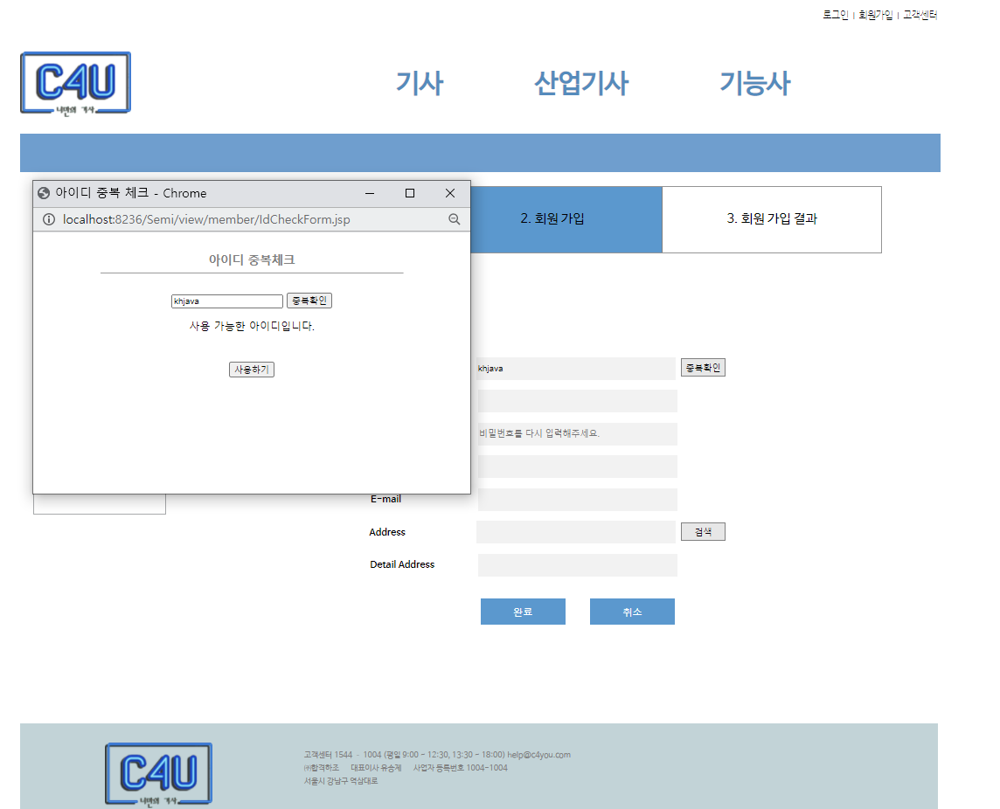 로그인 | 회원가입 | 고객센터
C4U
너만의 기사
기사 산업기사 기능사
아이디 중복 체크 - Chrome
localhost:8236/Semi/view/member/IdCheckForm.jsp
아이디 중복체크
khjava 중복확인
사용 가능한 아이디입니다.
사용하기
2. 회원 가입 3. 회원 가입 결과
khjava 중복확인
비밀번호를 다시 입력해주세요.
E-mail
Address 검색
Detail Address
완료 취소
C4U
너만의 기사
고객센터 1544 - 1004 (평일 9:00 - 12:30, 13:30 - 18:00) help@c4you.com
㈜합격하조 대표이사 유승제 사업자 등록번호 1004-1004
서울시 강남구 역삼대로